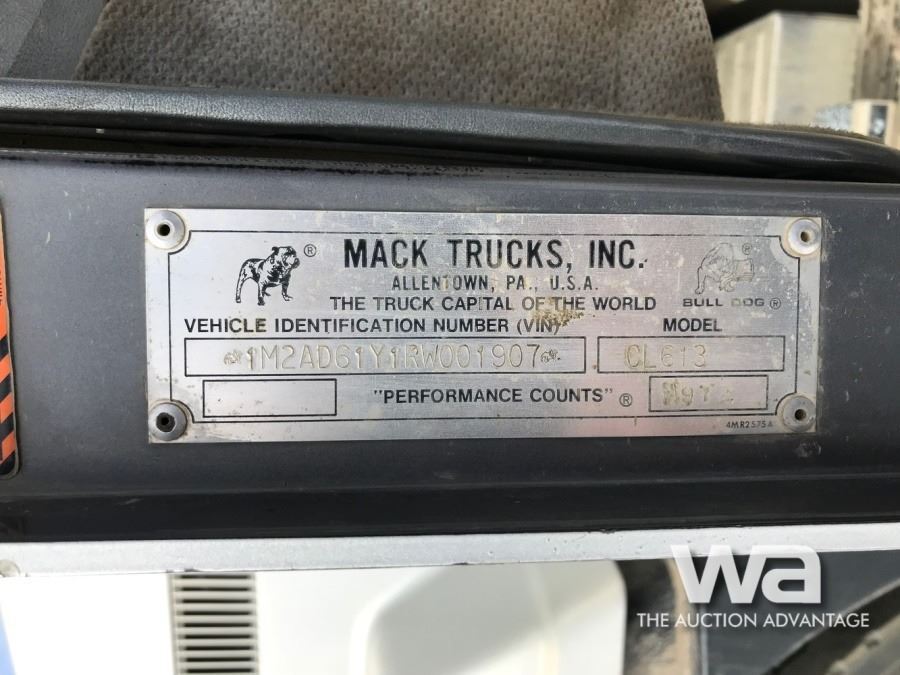 MACK TRUCKS, INC.
ALLENTOWN, PA., U.S.A.
THE TRUCK CAPITAL OF THE WORLD
BULL DOG ®
VEHICLE IDENTIFICATION NUMBER (VIN)
MODEL
1M2AD61Y1RW001907
CL613
"PERFORMANCE COUNTS" ®
4MR2575A
wa
THE AUCTION ADVANTAGE